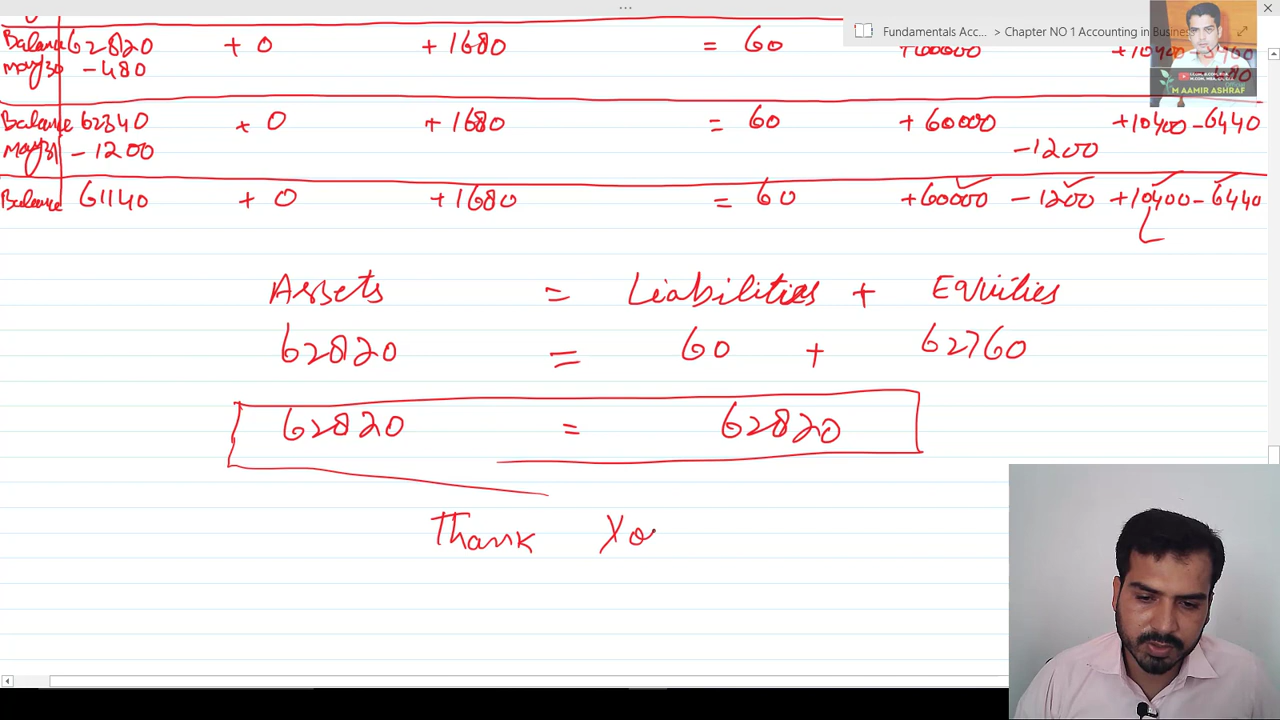 Fundamentals Acc... > Chapter NO 1 Accounting in Business
Balance 62820 + 0 + 1680 = 60 +60000 +10400
May 30 -480
M AAMIR ASHRAF
Balance 62340 + 0 + 1680 = 60 + 60000 +10400 - 6440
May 31 - 1200 -1200
Balance 61140 + 0 +1680 = 60 +60000 - 1200 +10400 - 6440
Assets = Liabilities + Equities
62820 = 60 + 62760
62820 = 62820
Thank Yo